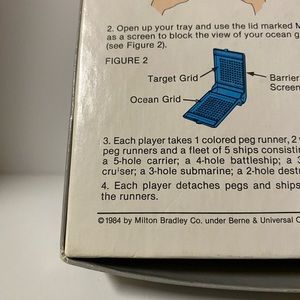 2. Open up your tray and use the lid marked M
as a screen to block the view of your ocean g
(see Figure 2).
FIGURE 2
Target Grid
Barrier
Screen
Ocean Grid
3. Each player takes 1 colored peg runner, 2
peg runners and a fleet of 5 ships consisti
a 5-hole carrier; a 4-hole battleship; a 3
cruiser; a 3-hole submarine; a 2-hole dest
4. Each player detaches pegs and ships
the runners.
©1984 by Milton Bradley Co. under Berne & Universal C